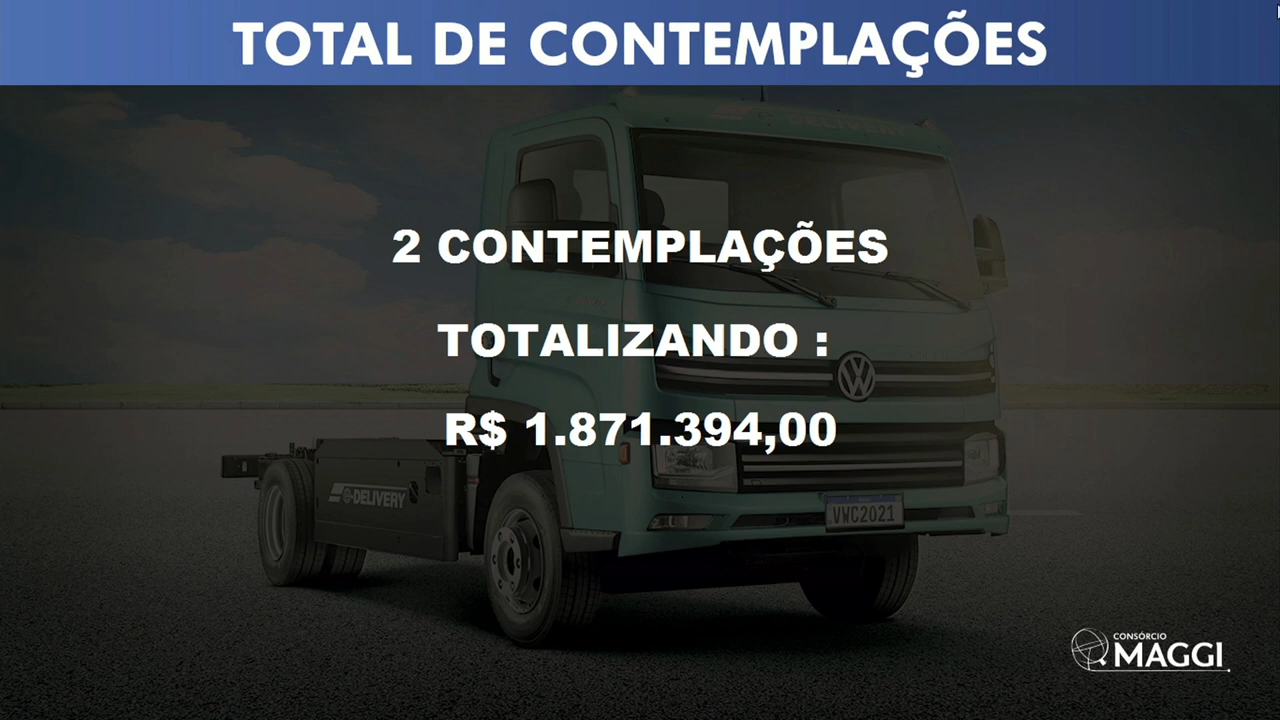 TOTAL DE CONTEMPLAÇÕES
2 CONTEMPLAÇÕES
TOTALIZANDO :
R$ 1.871.394,00
e-DELIVERY
VWC2021
CONSÓRCIO
MAGGI